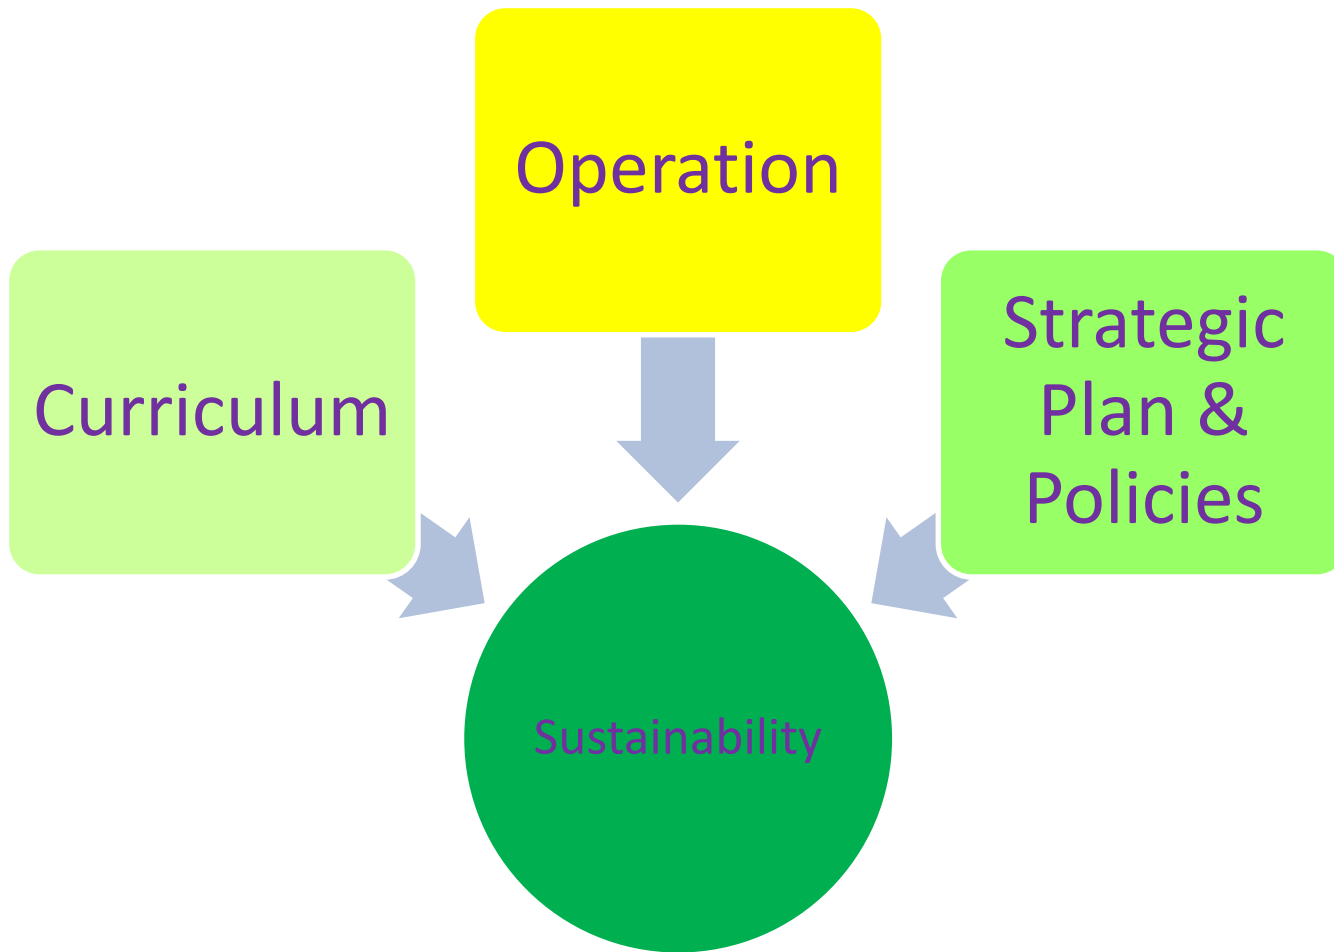 Operation
Curriculum
Strategic
Plan &
Policies
Sustainability